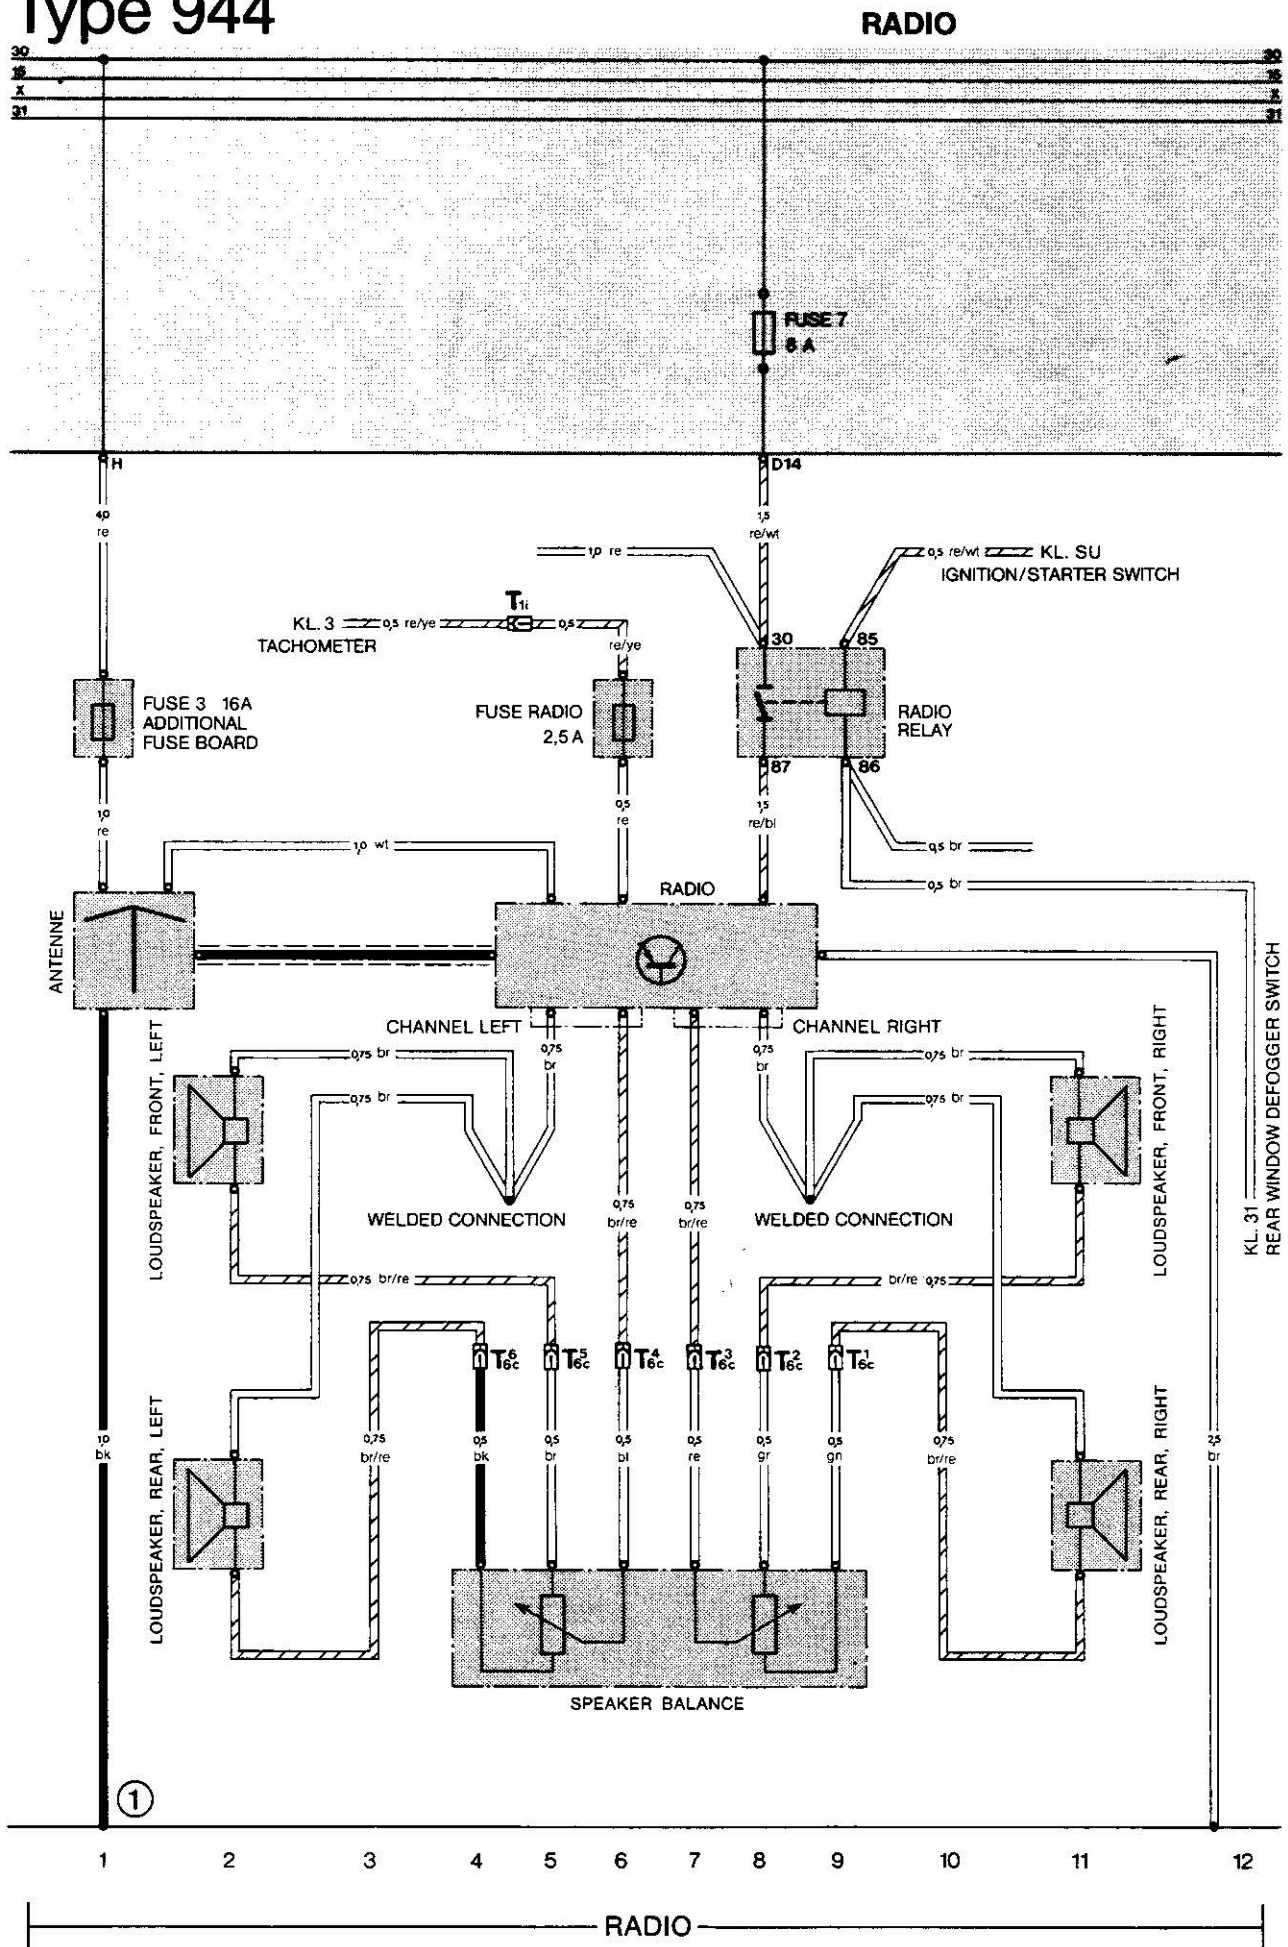 Type 944
RADIO
30 30
15 15
X X
31 31
FUSE 7
8 A
H
D14
4,0
re
1,5
re/wt
1,0 re
0,5 re/wt KL. SU
IGNITION/STARTER SWITCH
T1i
KL. 3 0,5 re/ye 0,5
TACHOMETER
re/ye
30 85
FUSE 3 16A
ADDITIONAL
FUSE BOARD
FUSE RADIO
2,5 A
RADIO
RELAY
87 86
1,0
re
0,5
re
1,5
re/bl
1,0 wt
0,5 br
0,5 br
RADIO
ANTENNE
CHANNEL LEFT
CHANNEL RIGHT
0,75
br
0,75
br
0,75 br
0,75 br
0,75 br
0,75 br
LOUDSPEAKER, FRONT, LEFT
LOUDSPEAKER, FRONT, RIGHT
KL. 31
REAR WINDOW DEFOGGER SWITCH
WELDED CONNECTION
0,75
br/re
0,75
br/re
WELDED CONNECTION
0,75 br/re
br/re 0,75
T6c6 T6c5 T6c4 T6c3 T6c2 T6c1
1,0
bk
0,75
br/re
0,5
bk
0,5
br
0,5
bl
0,5
re
0,5
gr
0,5
gn
0,75
br/re
2,5
br
LOUDSPEAKER, REAR, LEFT
LOUDSPEAKER, REAR, RIGHT
SPEAKER BALANCE
1
1 2 3 4 5 6 7 8 9 10 11 12
RADIO